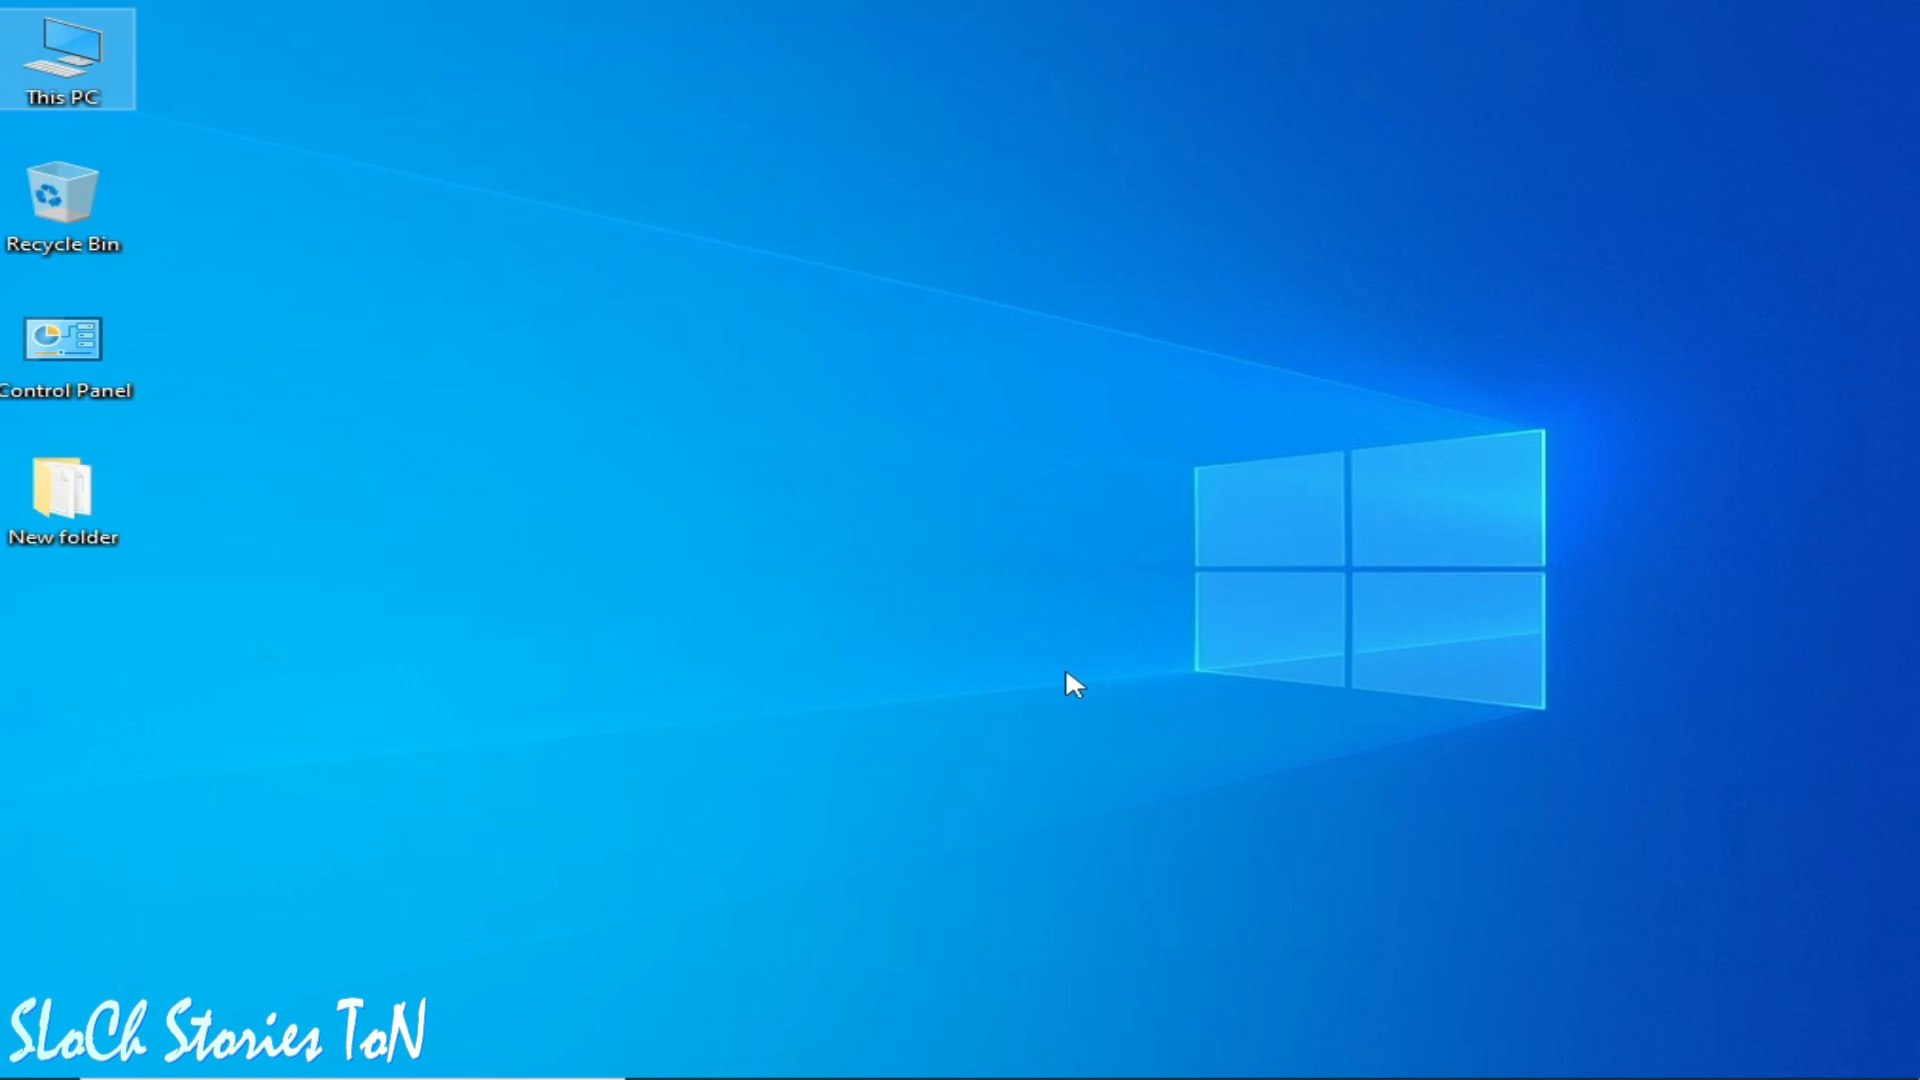 This PC
Recycle Bin
Control Panel
New folder
SLoCh Stories ToN